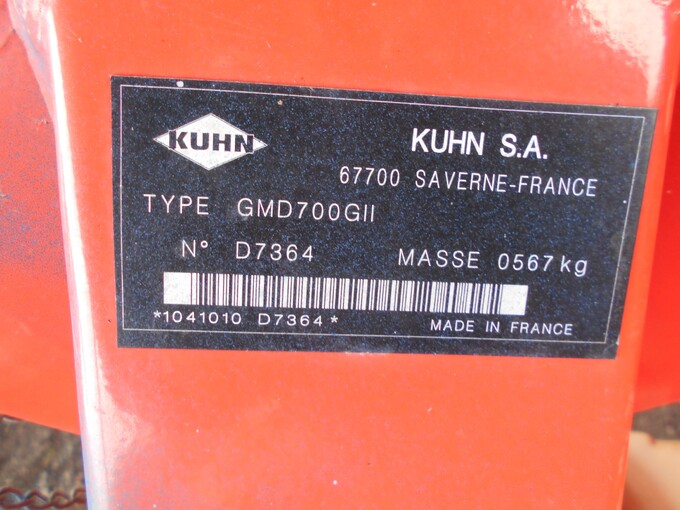 KUHN
KUHN S.A.
67700 SAVERNE-FRANCE
TYPE GMD700GII
N° D7364 MASSE 0567kg
*1041010 D7364*
MADE IN FRANCE